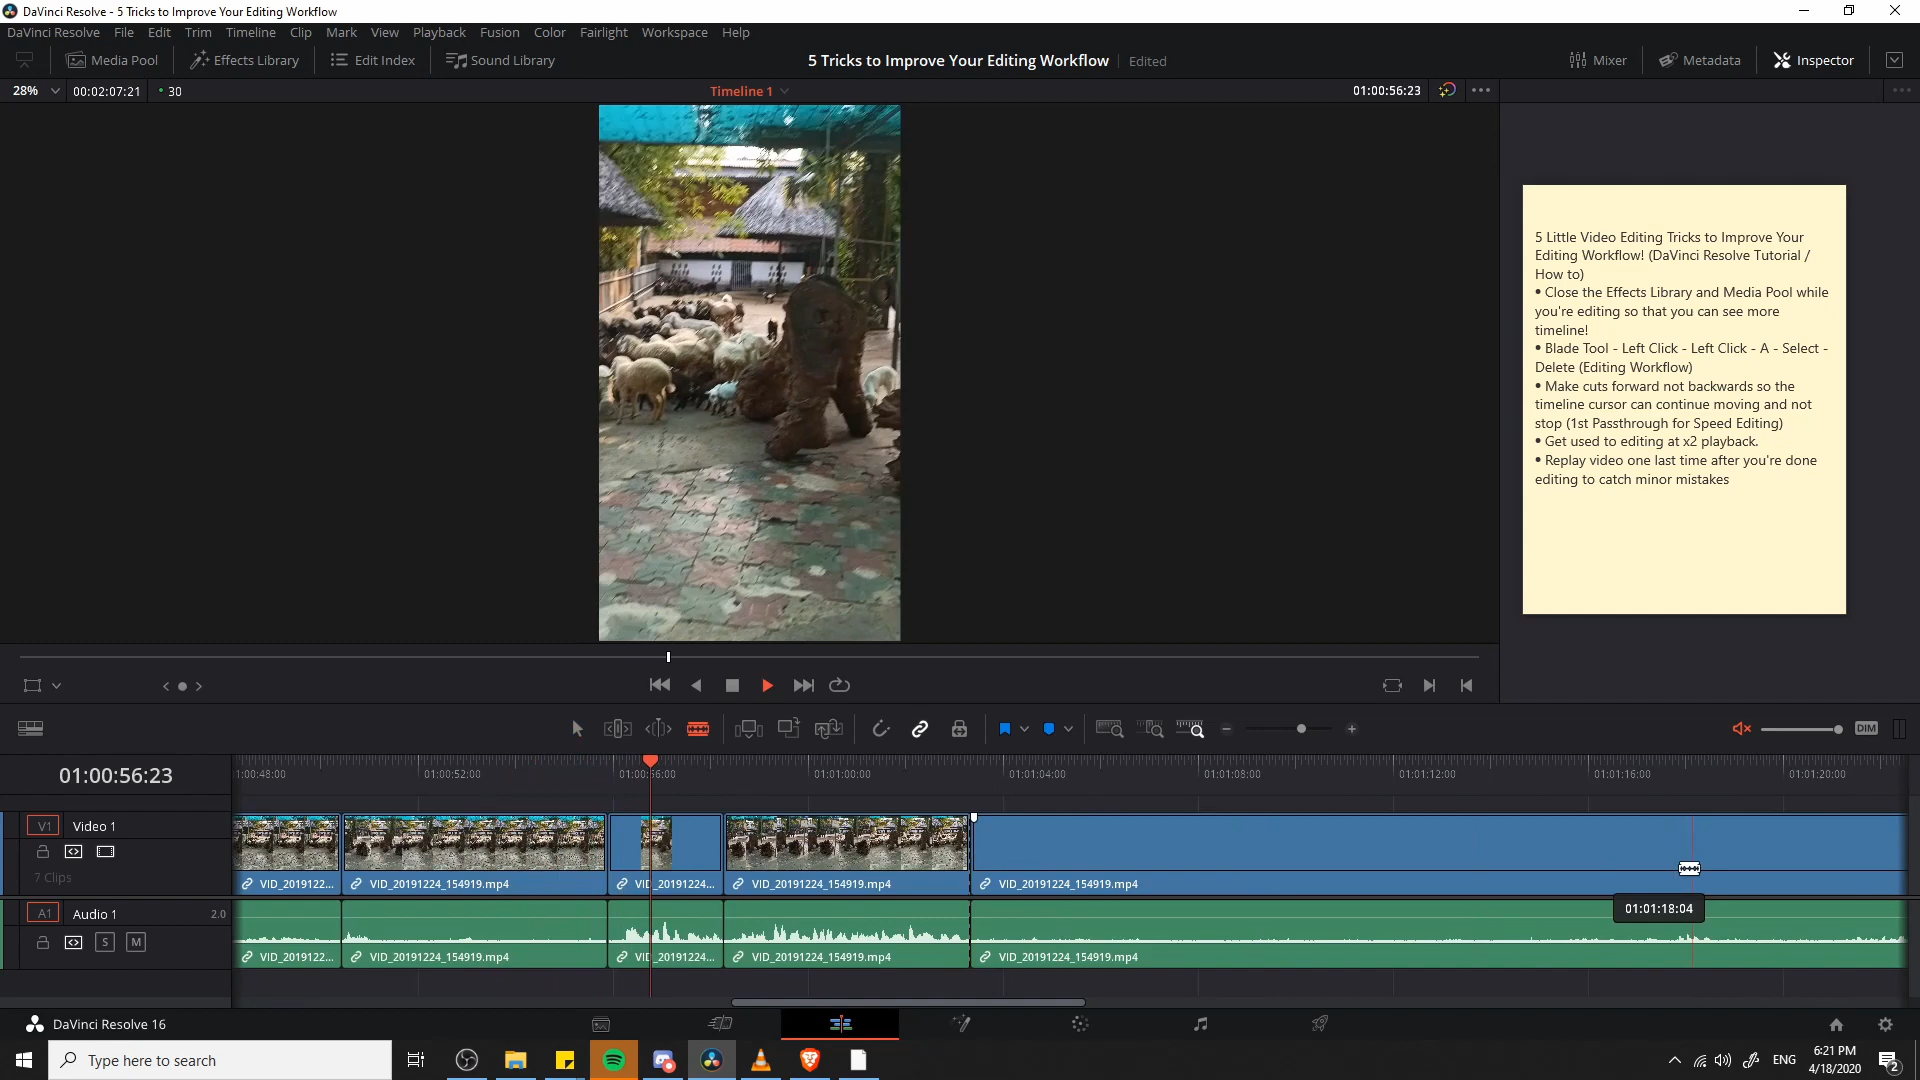 DaVinci Resolve - 5 Tricks to Improve Your Editing Workflow
DaVinci Resolve File Edit Trim Timeline Clip Mark View Playback Fusion Color Fairlight Workspace Help
Media Pool Effects Library Edit Index Sound Library 5 Tricks to Improve Your Editing Workflow Edited Mixer Metadata Inspector
28% 00:02:07:21 30 Timeline 1 01:00:56:23
5 Little Video Editing Tricks to Improve Your
Editing Workflow! (DaVinci Resolve Tutorial /
How to)
• Close the Effects Library and Media Pool while
you're editing so that you can see more
timeline!
• Blade Tool - Left Click - Left Click - A - Select -
Delete (Editing Workflow)
• Make cuts forward not backwards so the
timeline cursor can continue moving and not
stop (1st Passthrough for Speed Editing)
• Get used to editing at x2 playback.
• Replay video one last time after you're done
editing to catch minor mistakes
DIM
01:00:56:23 1:00:48:00 01:00:52:00 01:00:56:00 01:01:00:00 01:01:04:00 01:01:08:00 01:01:12:00 01:01:16:00 01:01:20:00
V1 Video 1
7 Clips
VID_2019122... VID_20191224_154919.mp4 VID_20191224... VID_20191224_154919.mp4 VID_20191224_154919.mp4
01:01:18:04
A1 Audio 1 2.0
S M
VID_2019122... VID_20191224_154919.mp4 VID_20191224... VID_20191224_154919.mp4 VID_20191224_154919.mp4
DaVinci Resolve 16
Type here to search
ENG
6:21 PM
4/18/2020
2